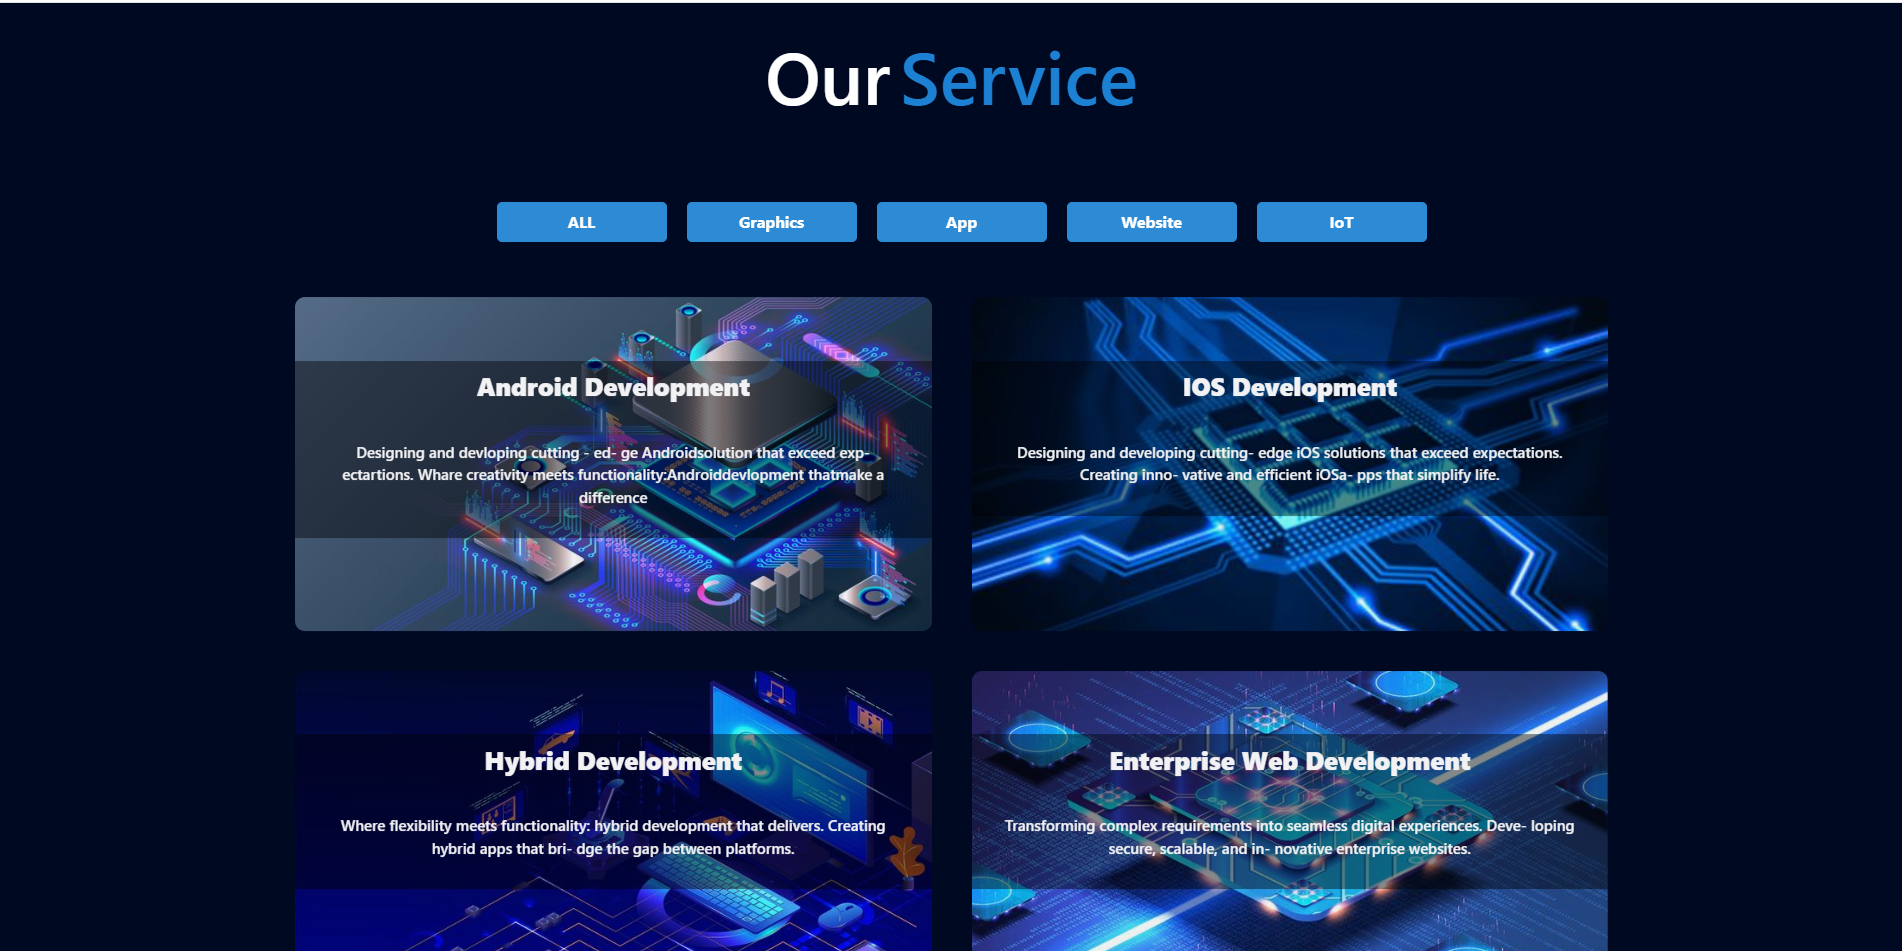 Our Service
ALL
Graphics
App
Website
IoT
Android Development
Designing and devloping cutting - ed- ge Androidsolution that exceed exp-
ectartions. Whare creativity meets functionality:Androiddevlopment thatmake a
difference
IOS Development
Designing and developing cutting- edge iOS solutions that exceed expectations.
Creating inno- vative and efficient iOSa- pps that simplify life.
Hybrid Development
Where flexibility meets functionality: hybrid development that delivers. Creating
hybrid apps that bri- dge the gap between platforms.
Enterprise Web Development
Transforming complex requirements into seamless digital experiences. Deve- loping
secure, scalable, and in- novative enterprise websites.